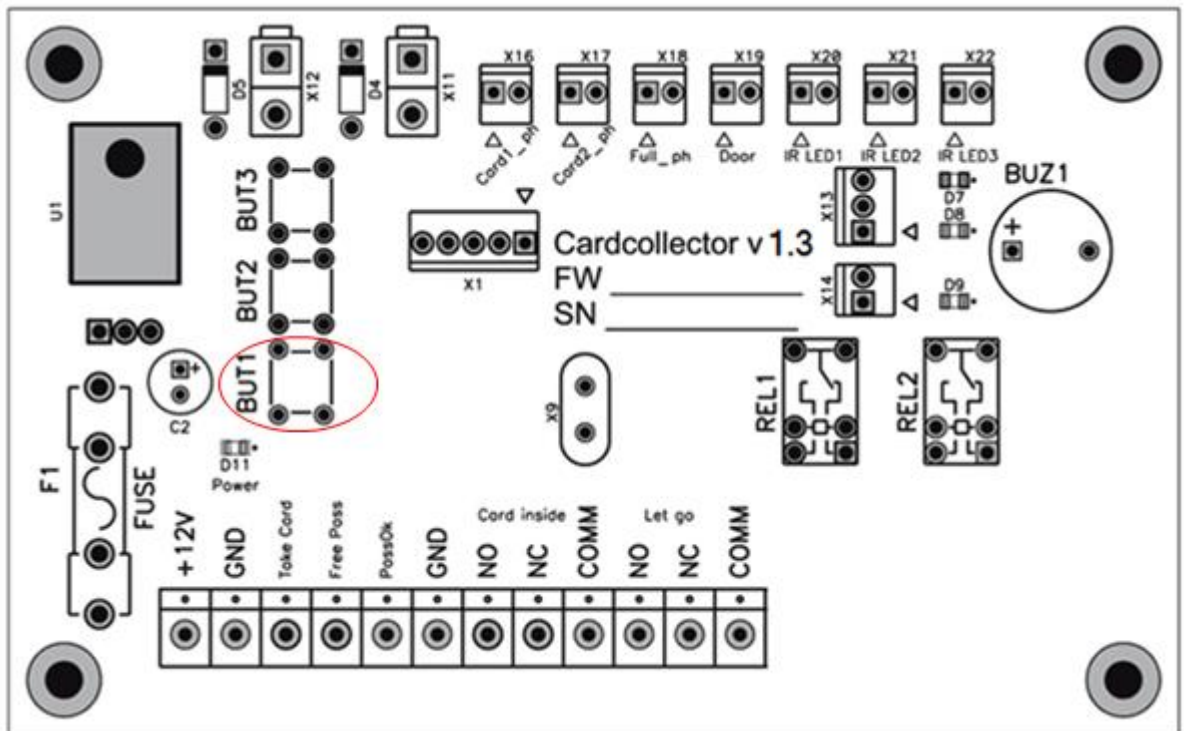 D5
X12
D4
X11
X16
X17
X18
X19
X20
X21
X22
Card1_ph
Card2_ph
Full_ph
Door
IR LED1
IR LED2
IR LED3
U1
BUT3
BUT2
BUT1
X1
Cardcollector v 1.3
FW
SN
X13
X14
D7
D8
D9
BUZ1
+
+
C2
D11
Power
F1
FUSE
X9
REL1
REL2
Card inside
Let go
+12V
GND
Take Card
Free Pass
PassOk
GND
NO
NC
COMM
NO
NC
COMM